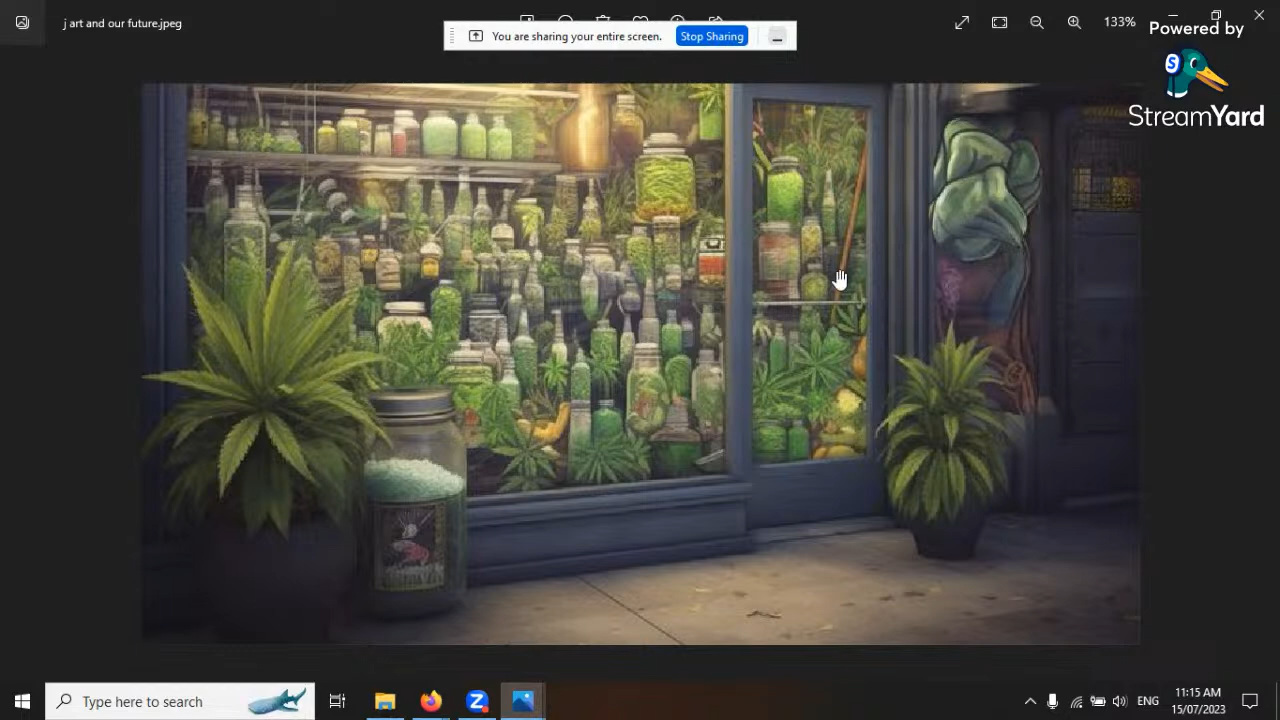 j art and our future.jpeg
You are sharing your entire screen.
Stop Sharing
133%
Powered by
S
StreamYard
Type here to search
Z
ENG
11:15 AM
15/07/2023